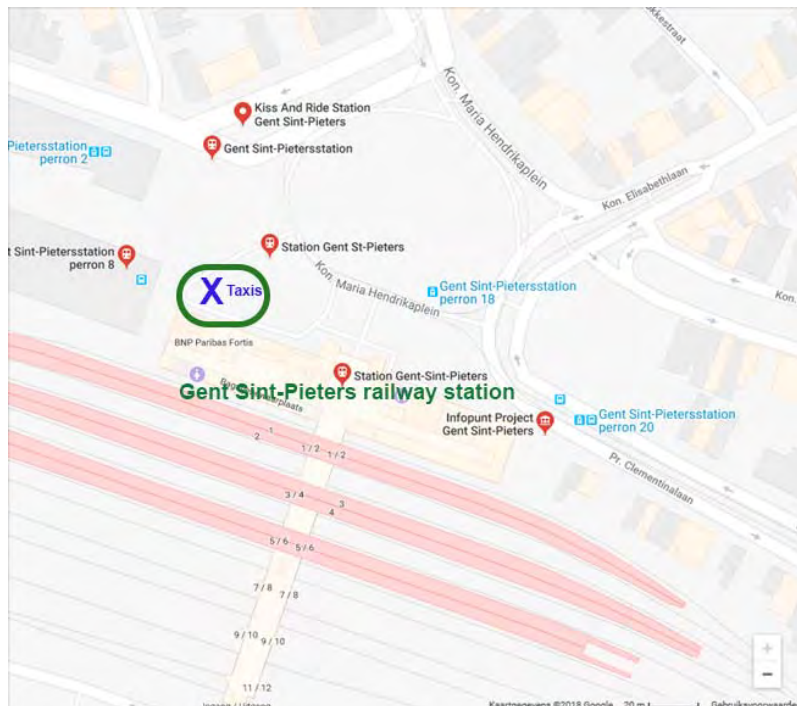 kkestraat
Kiss And Ride Station
Gent Sint-Pieters
Kon. Maria Hendrikaplein
Gent Sint-Pietersstation
Pietersstation
perron 2
Kon. Elisabethlaan
Station Gent St-Pieters
t Sint-Pietersstation
perron 8
Kon. Maria Hendrikaplein
Gent Sint-Pietersstation
perron 18
Kon.
X Taxis
BNP Paribas Fortis
Station Gent-Sint-Pieters
Gent Sint-Pieters railway station
Infopunt Project
Gent Sint-Pieters
Gent Sint-Pietersstation
perron 20
Pr. Clementinalaan
1
2
1 / 2
1 / 2
3 / 4
3
4
5 / 6
5 / 6
7 / 8
7 / 8
9 / 10
9 / 10
11 / 12
+
−
Kaartgegevens ©2018 Google
20 m
Gebruiksvoorwaarde